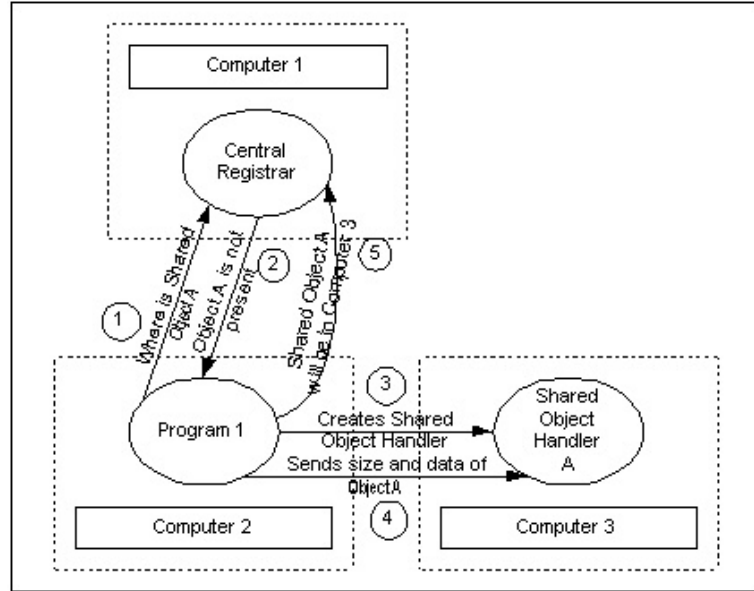 Computer 1
Central
Registrar
1
Where is Shared
Object A
2
Object A is not
present
5
Shared Object A
will be in Computer 3
Program 1
3
Creates Shared
Object Handler
Sends size and data of
Object A
4
Shared
Object
Handler
A
Computer 2
Computer 3